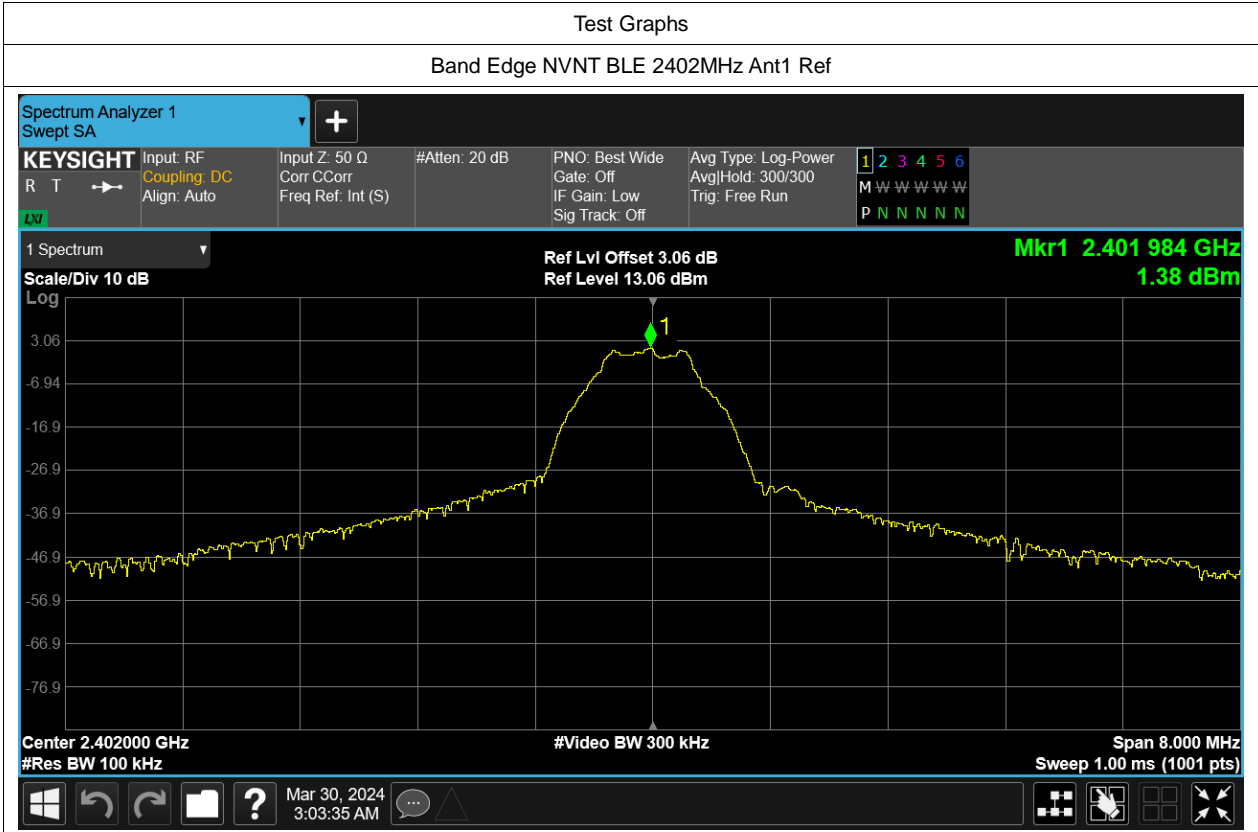 Test Graphs
Band Edge NVNT BLE 2402MHz Ant1 Ref
Spectrum Analyzer 1
Swept SA
KEYSIGHT
R T
LXI
Input: RF
Coupling: DC
Align: Auto
Input Z: 50 Ω
Corr CCorr
Freq Ref: Int (S)
#Atten: 20 dB
PNO: Best Wide
Gate: Off
IF Gain: Low
Sig Track: Off
Avg Type: Log-Power
Avg|Hold: 300/300
Trig: Free Run
1 2 3 4 5 6
M W W W W W
P N N N N N
1 Spectrum
Scale/Div 10 dB
Log
Ref Lvl Offset 3.06 dB
Ref Level 13.06 dBm
Mkr1 2.401 984 GHz
1.38 dBm
1
3.06
-6.94
-16.9
-26.9
-36.9
-46.9
-56.9
-66.9
-76.9
Center 2.402000 GHz
#Res BW 100 kHz
#Video BW 300 kHz
Span 8.000 MHz
Sweep 1.00 ms (1001 pts)
?
Mar 30, 2024
3:03:35 AM